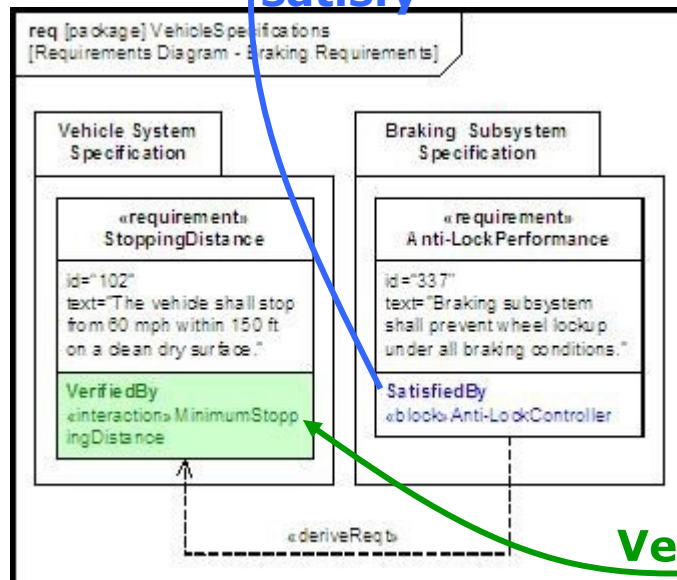 satisfy
req [package] VehicleSpecifications
[Requirements Diagram - Braking Requirements]
Vehicle System
Specification
«requirement»
StoppingDistance
id="102"
text="The vehicle shall stop
from 60 mph within 150 ft
on a clean dry surface."
VerifiedBy
«interaction» MinimumStopp
ingDistance
Braking Subsystem
Specification
«requirement»
Anti-LockPerformance
id="337"
text="Braking subsystem
shall prevent wheel lockup
under all braking conditions."
SatisfiedBy
«block» Anti-LockController
«deriveReqt»
Ve